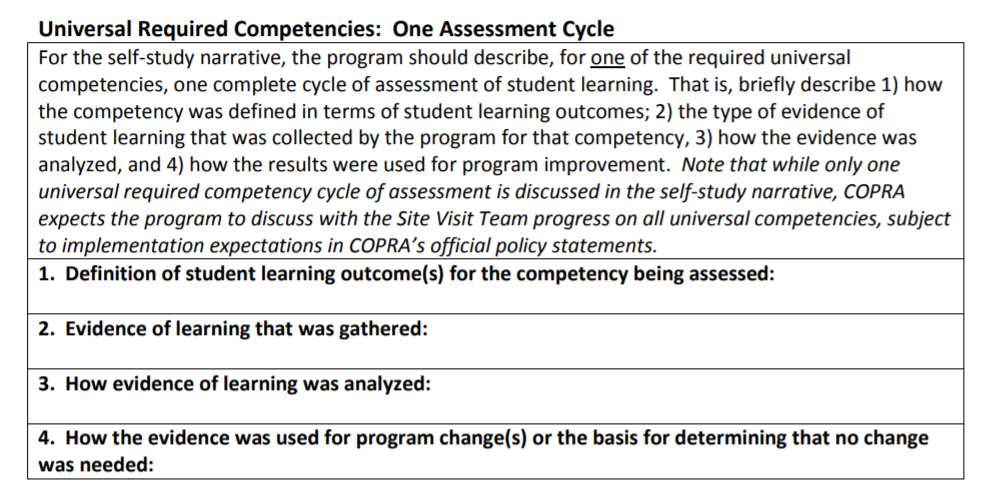 Universal Required Competencies:  One Assessment Cycle
For the self-study narrative, the program should describe, for one of the required universal
competencies, one complete cycle of assessment of student learning.  That is, briefly describe 1) how
the competency was defined in terms of student learning outcomes; 2) the type of evidence of
student learning that was collected by the program for that competency, 3) how the evidence was
analyzed, and 4) how the results were used for program improvement.  Note that while only one
universal required competency cycle of assessment is discussed in the self-study narrative, COPRA
expects the program to discuss with the Site Visit Team progress on all universal competencies, subject
to implementation expectations in COPRA’s official policy statements.
1.  Definition of student learning outcome(s) for the competency being assessed:
2.  Evidence of learning that was gathered:
3.  How evidence of learning was analyzed:
4.  How the evidence was used for program change(s) or the basis for determining that no change
was needed: